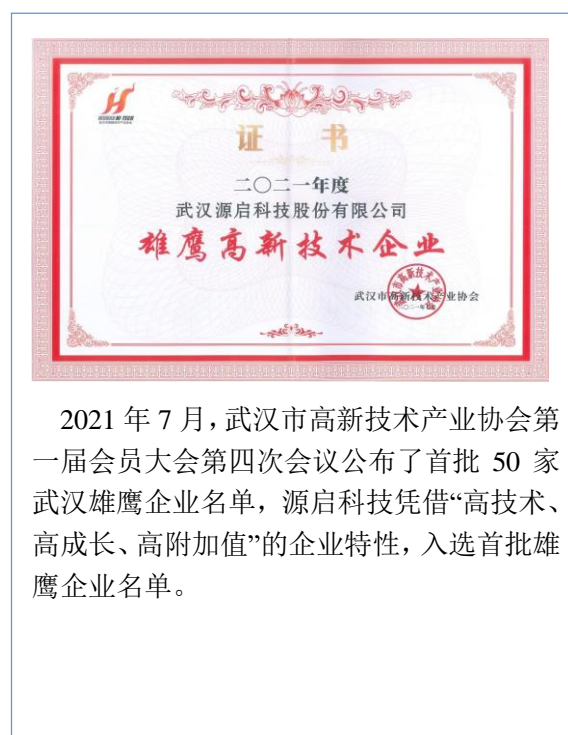 证 书
二〇二一年度
武汉源启科技股份有限公司
雄鹰高新技术企业
武汉市高新技术产业协会
2021 年 7 月，武汉市高新技术产业协会第
一届会员大会第四次会议公布了首批 50 家
武汉雄鹰企业名单，源启科技凭借“高技术、
高成长、高附加值”的企业特性，入选首批雄
鹰企业名单。